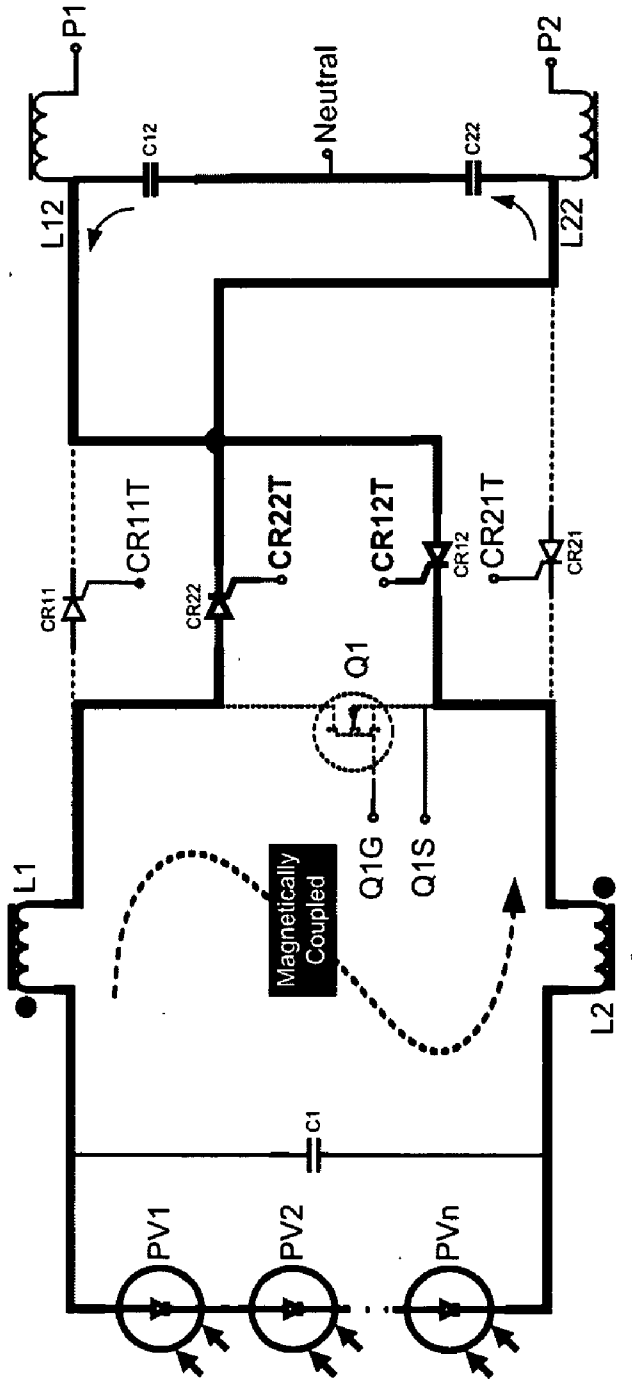 L1
L12
P1
CR11
CR11T
C12
PV1
CR22
CR22T
Magnetically
Coupled
C1
PV2
Neutral
Q1
Q1G
Q1S
CR12T
CR12
CR21T
CR21
C22
PVn
L2
L22
P2